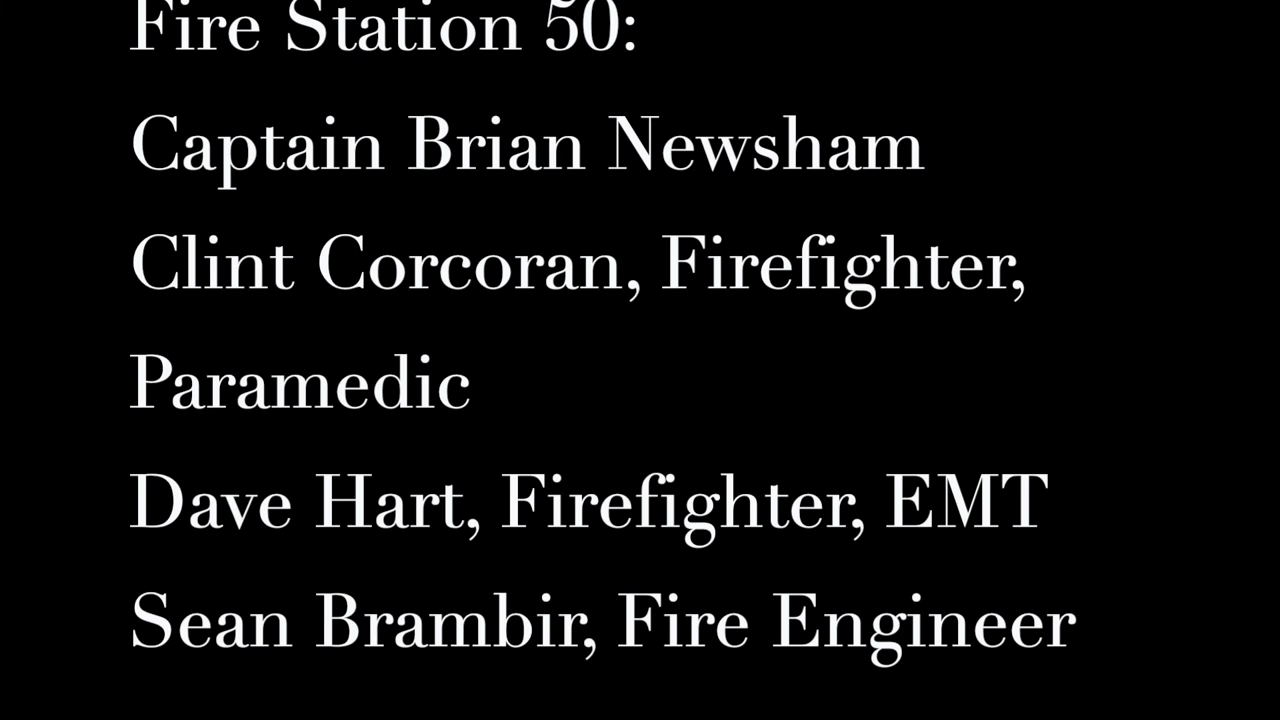 Fire Station 50:
Captain Brian Newsham
Clint Corcoran, Firefighter,
Paramedic
Dave Hart, Firefighter, EMT
Sean Brambir, Fire Engineer